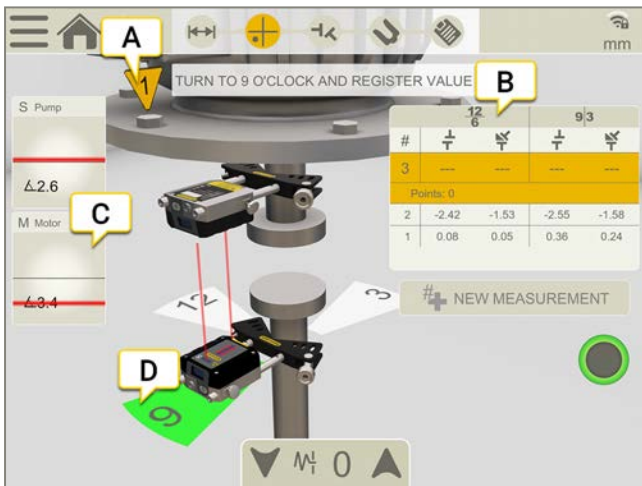 A
mm
1
TURN TO 9 O'CLOCK AND REGISTER VALUE
B
S Pump
2.6
M Motor
C
3.4
12
6
9 3
#
3 --- --- --- ---
Points: 0
2 -2.42 -1.53 -2.55 -1.58
1 0.08 0.05 0.36 0.24
# NEW MEASUREMENT
12
3
D
9
0